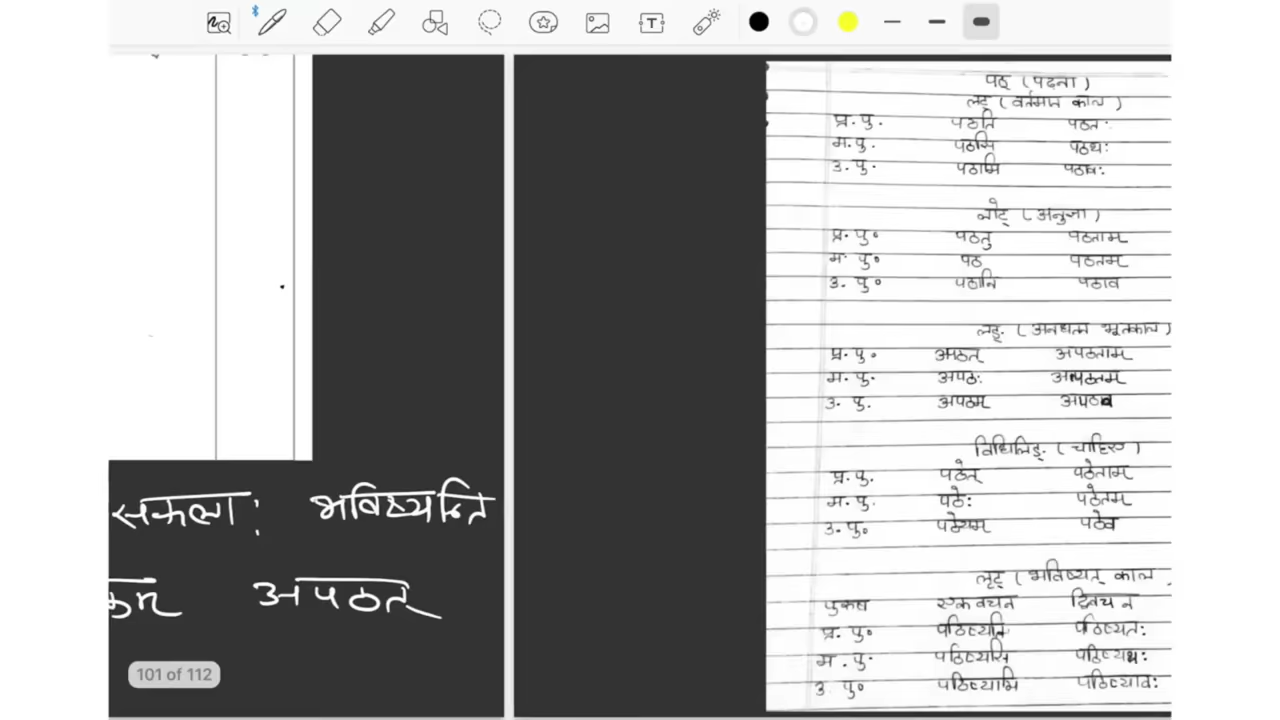 सकला: भविष्यन्ति
अपठत्
101 of 112
पठ् (पढना)
लट् (वर्तमान काल)
प्र. पु. पठति पठत:
म. पु. पठसि पठथ:
उ. पु. पठामि पठाव:
लोट् (अनुज्ञा)
प्र. पु॰ पठतु पठताम्
म. पु॰ पठ पठतम्
उ. पु॰ पठानि पठाव
लङ्. (अनद्यतन भूतकाल)
प्र. पु॰ अपठत् अपठताम्
म. पु. अपठ: अपठतम्
उ. पु. अपठम् अपठाव
विधिलिङ्. (चाहिए)
प्र. पु. पठेत् पठेताम्
म. पु. पठे: पठेतम्
उ. पु॰ पठेयम् पठेव
लृट् (भविष्यत् काल
पुरुष एकवचन द्विवचन
प्र. पु॰ पठिष्यति पठिष्यत:
म. पु. पठिष्यसि पठिष्यथ:
उ. पु॰ पठिष्यामि पठिष्याव: